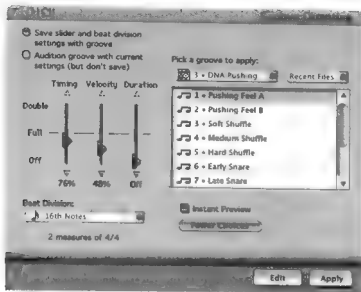 Save slider and beat division
settings with groove
Audition groove with current
settings (but don't save)
Timing Velocity Duration
Double
Full
Off
76% 48% Off
Beat Division:
16th Notes
2 measures of 4/4
Pick a groove to apply:
3 • DNA Pushing
Recent Files
1 • Pushing Feel A
2 • Pushing Feel B
3 • Soft Shuffle
4 • Medium Shuffle
5 • Hard Shuffle
6 • Early Snare
7 • Late Snare
Instant Preview
Edit
Apply